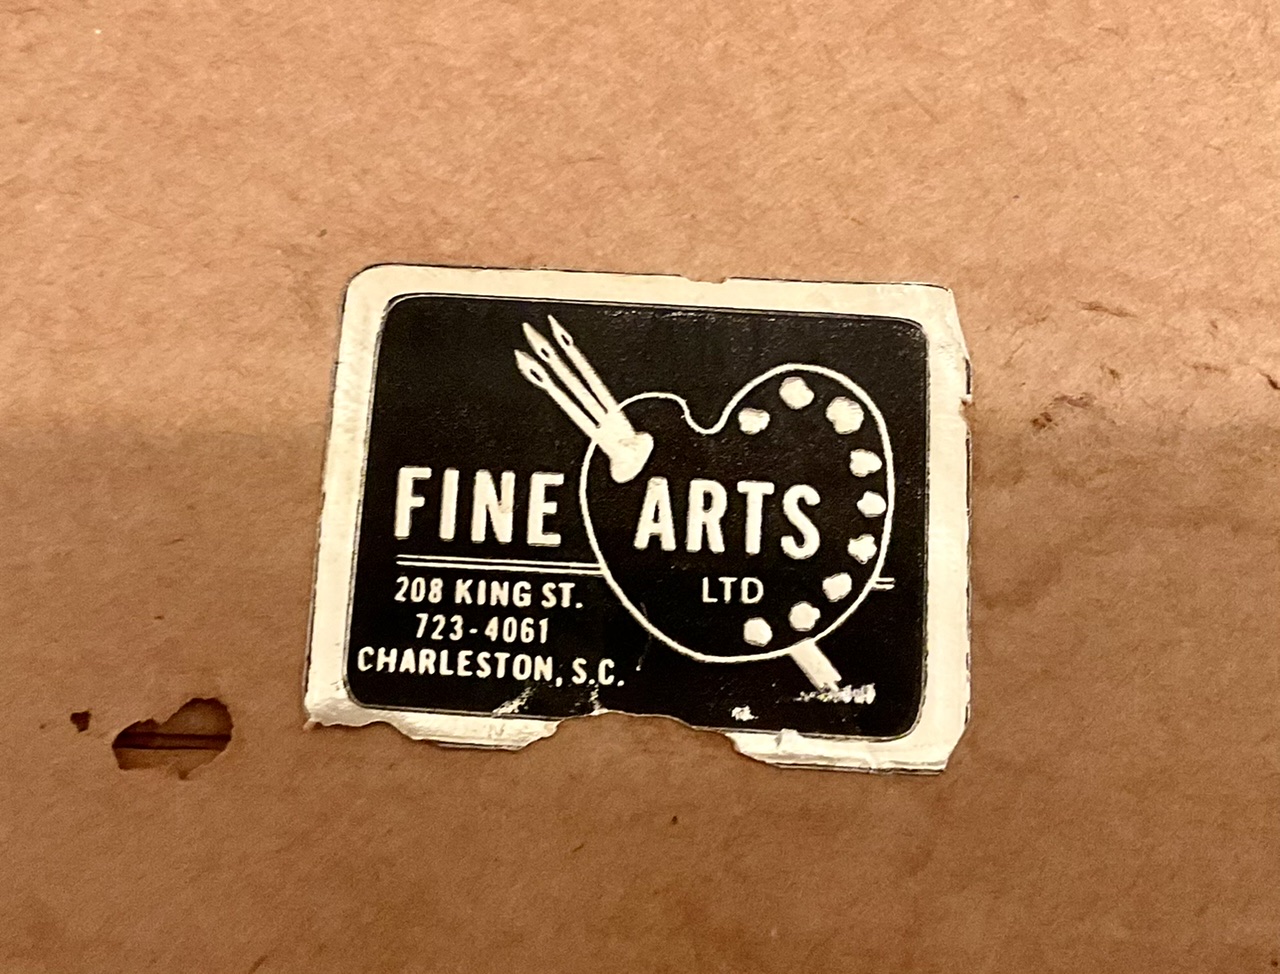 FINE ARTS
LTD
208 KING ST.
723-4061
CHARLESTON, S.C.